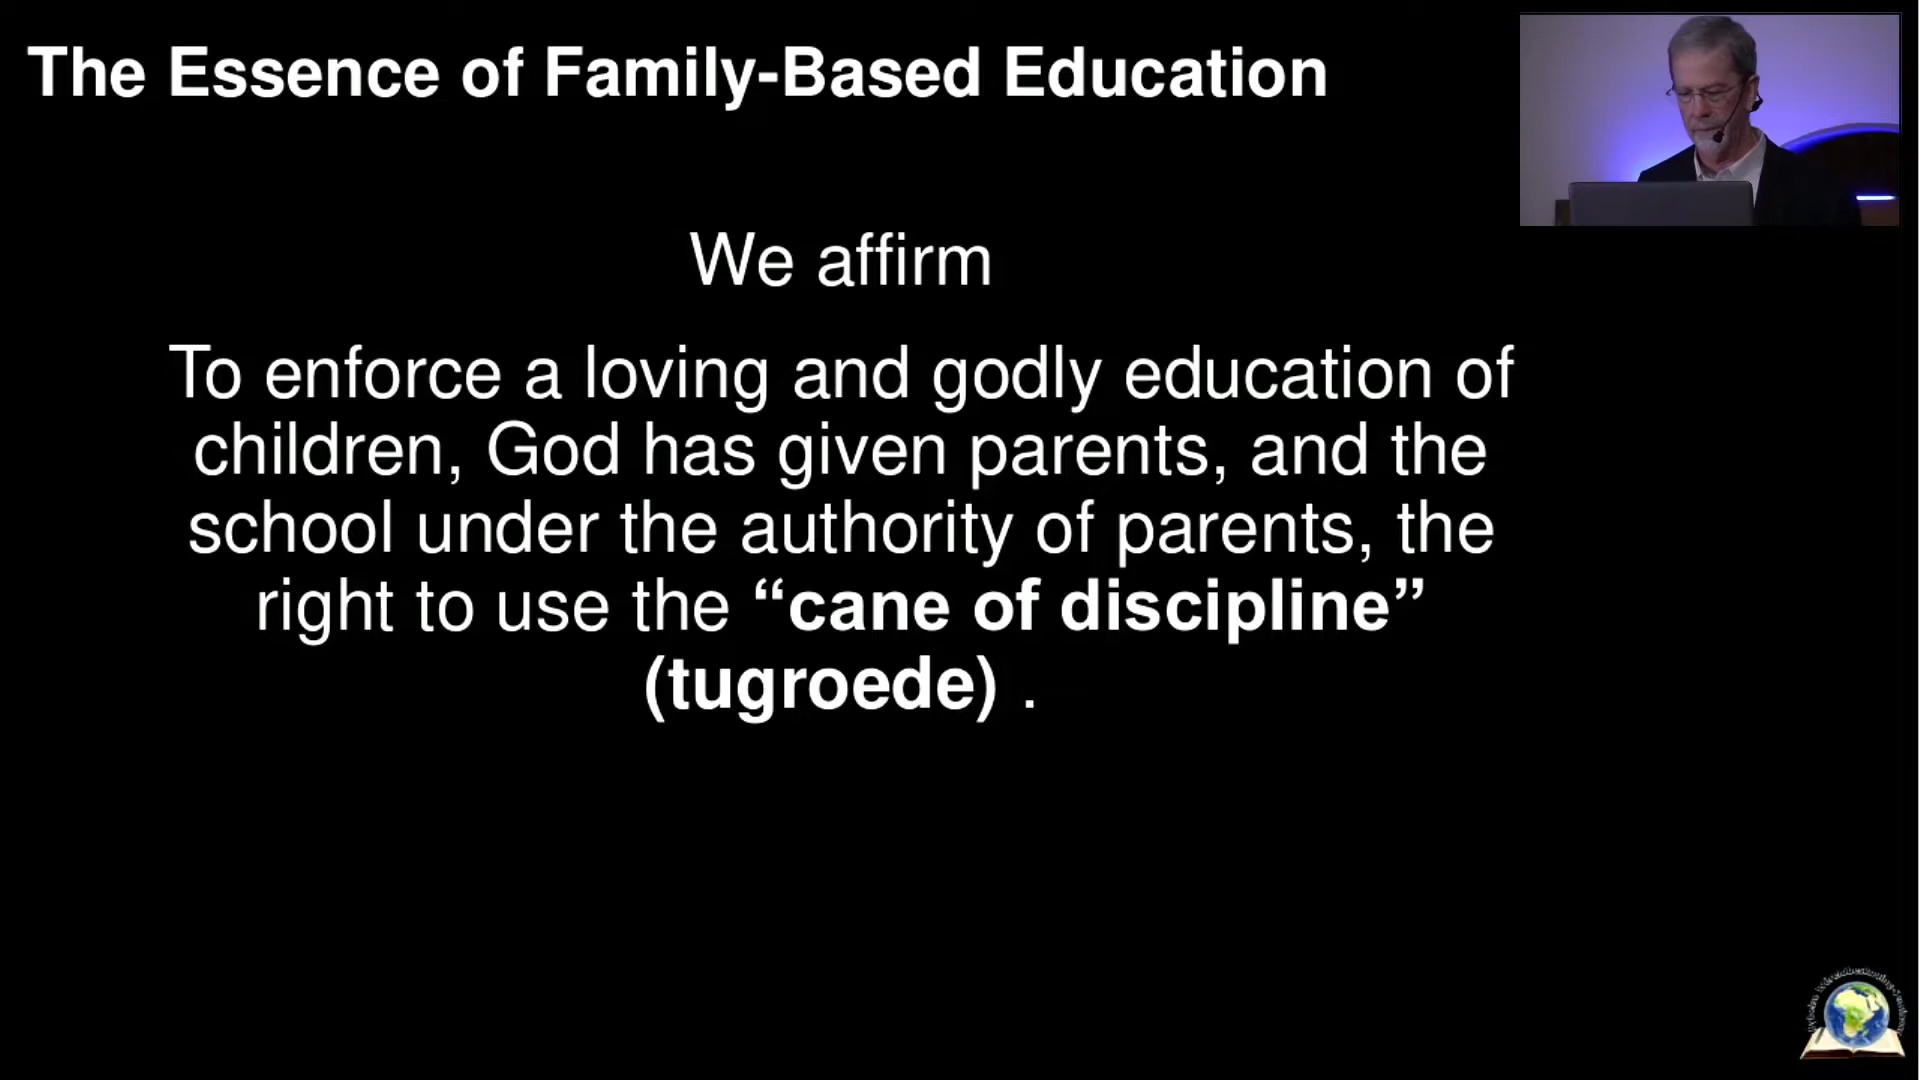 The Essence of Family-Based Education
We affirm
To enforce a loving and godly education of
children, God has given parents, and the
school under the authority of parents, the
right to use the “cane of discipline”
(tugroede) .